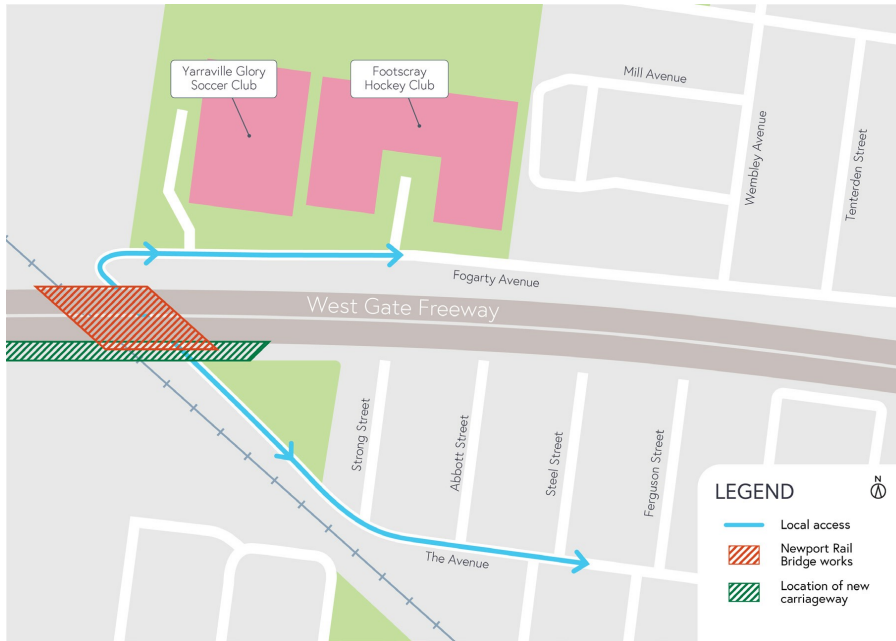 Yarraville Glory
Soccer Club
Footscray
Hockey Club
Mill Avenue
Wembley Avenue
Tenterden Street
Fogarty Avenue
West Gate Freeway
Strong Street
Abbott Street
Steel Street
Ferguson Street
The Avenue
LEGEND
N
Local access
Newport Rail
Bridge works
Location of new
carriageway